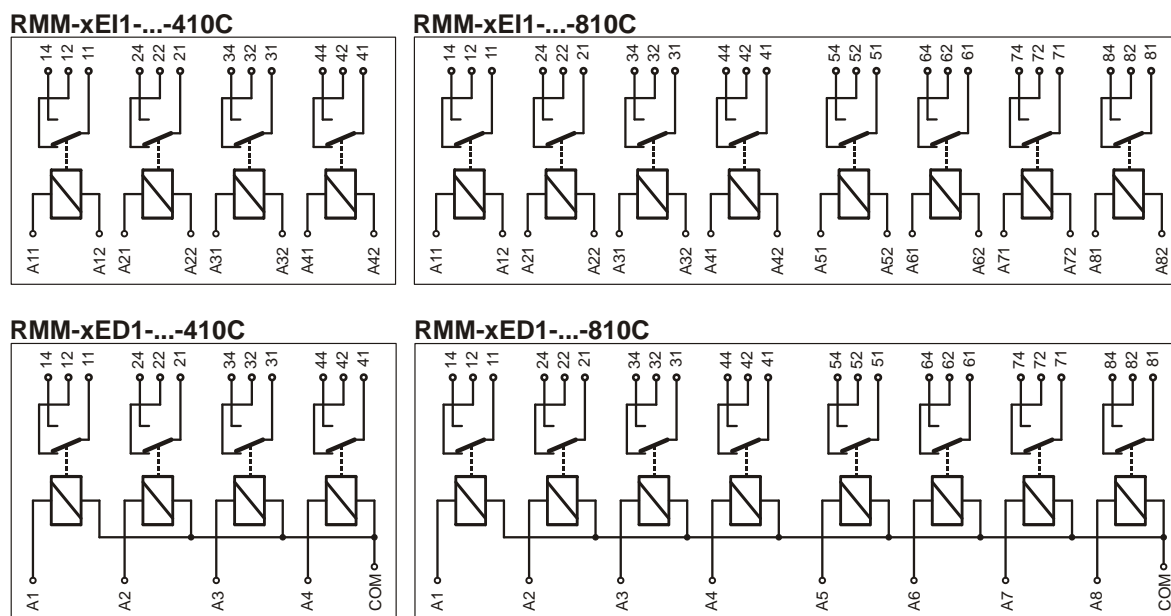 RMM-xEI1-...-410C
14 12 11 24 22 21 34 32 31 44 42 41
A11 A12 A21 A22 A31 A32 A41 A42
RMM-xEI1-...-810C
14 12 11 24 22 21 34 32 31 44 42 41 54 52 51 64 62 61 74 72 71 84 82 81
A11 A12 A21 A22 A31 A32 A41 A42 A51 A52 A61 A62 A71 A72 A81 A82
RMM-xED1-...-410C
14 12 11 24 22 21 34 32 31 44 42 41
A1 A2 A3 A4 COM
RMM-xED1-...-810C
14 12 11 24 22 21 34 32 31 44 42 41 54 52 51 64 62 61 74 72 71 84 82 81
A1 A2 A3 A4 A5 A6 A7 A8 COM